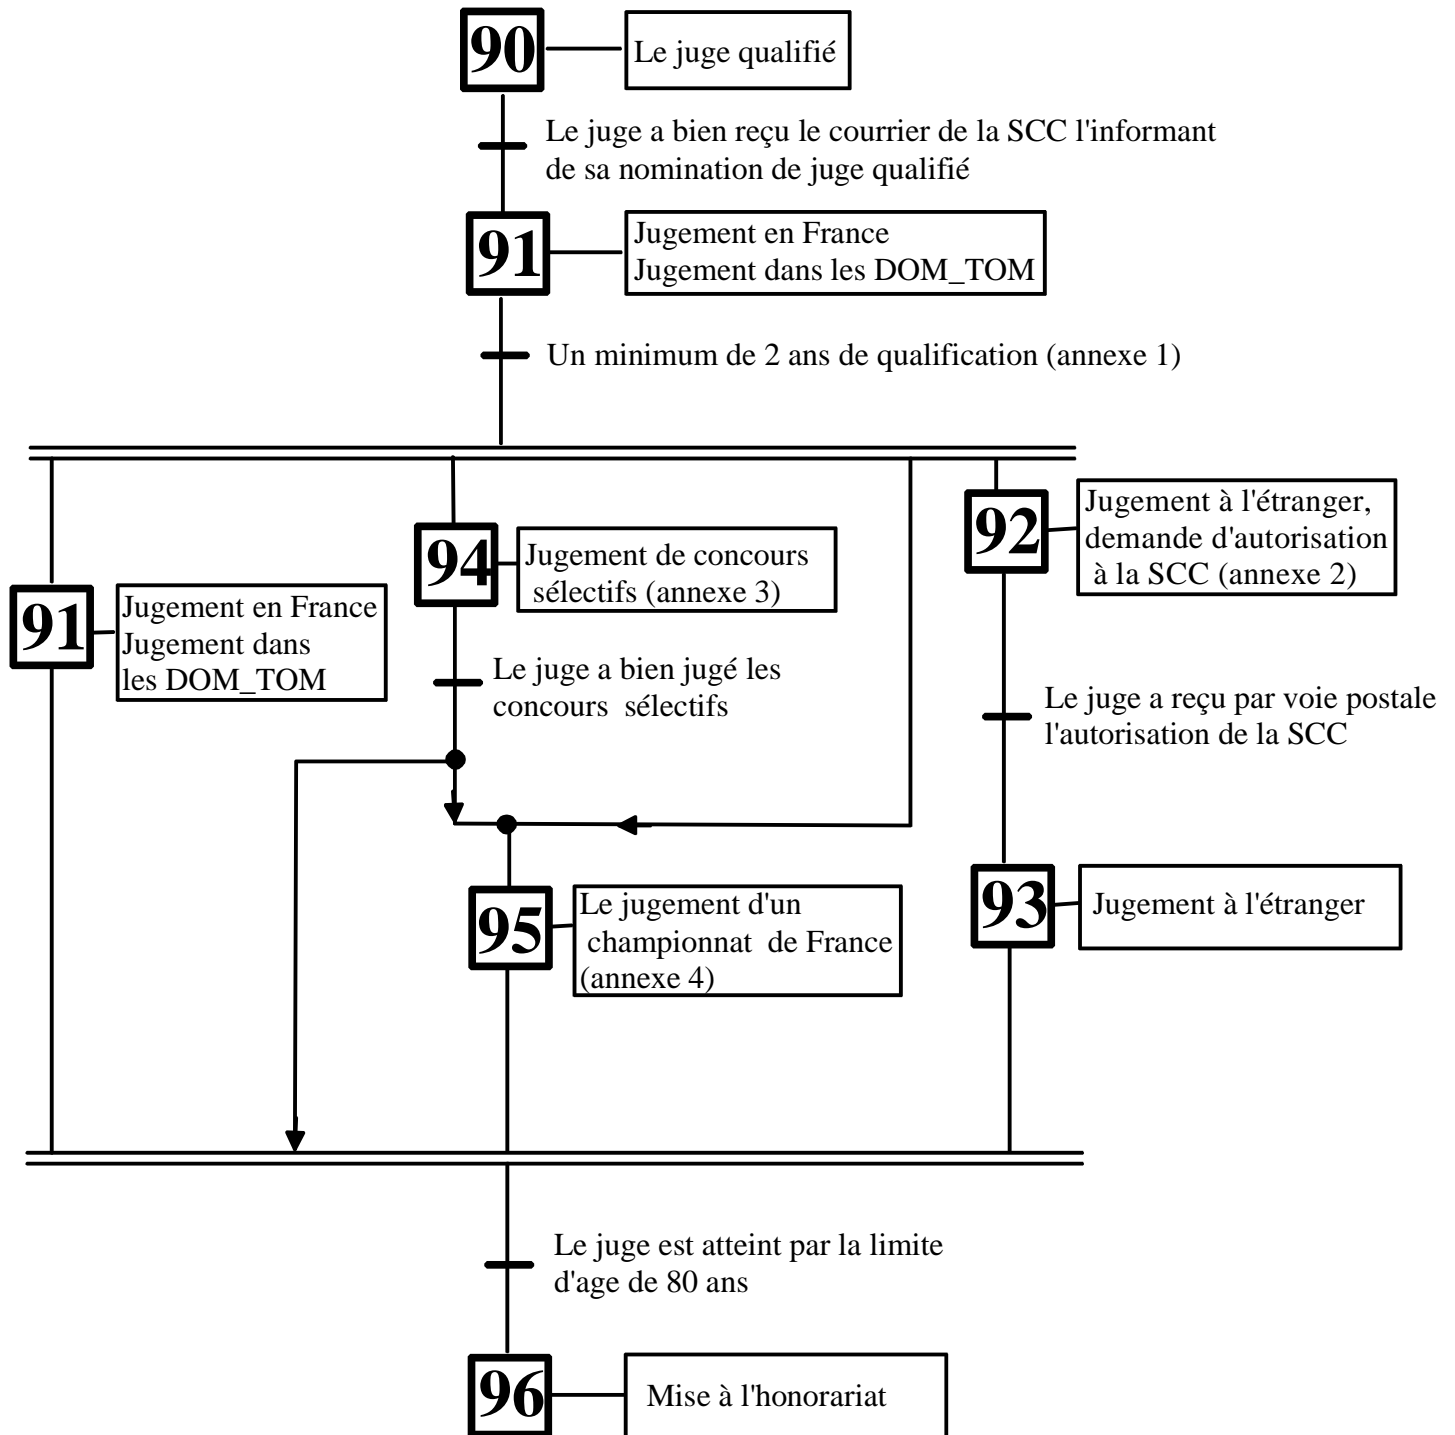 90
Le juge qualifié
Le juge a bien reçu le courrier de la SCC l'informant
de sa nomination de juge qualifié
91
Jugement en France
Jugement dans les DOM_TOM
Un minimum de 2 ans de qualification (annexe 1)
91
Jugement en France
Jugement dans
les DOM_TOM
94
Jugement de concours
sélectifs (annexe 3)
Le juge a bien jugé les
concours sélectifs
92
Jugement à l'étranger,
demande d'autorisation
à la SCC (annexe 2)
Le juge a reçu par voie postale
l'autorisation de la SCC
95
Le jugement d'un
championnat de France
(annexe 4)
93
Jugement à l'étranger
Le juge est atteint par la limite
d'age de 80 ans
96
Mise à l'honorariat